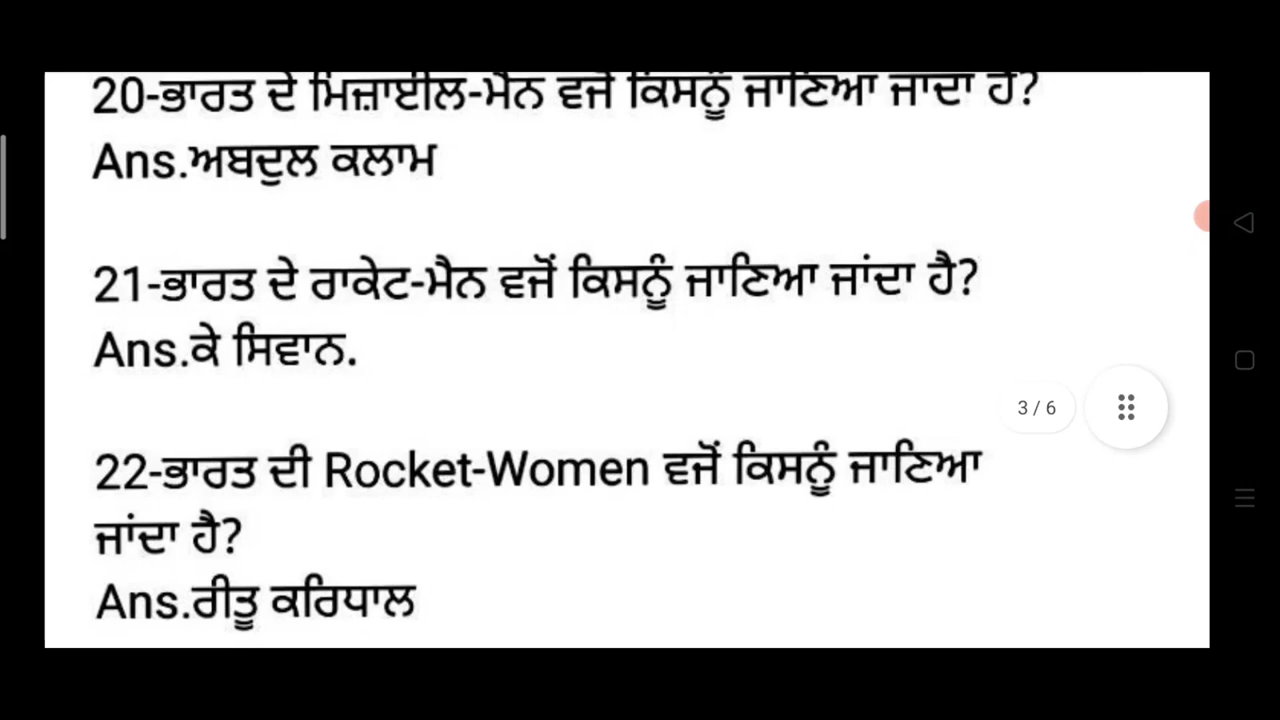 20-ਭਾਰਤ ਦੇ ਮਿਜ਼ਾਈਲ-ਮੈਨ ਵਜੋਂ ਕਿਸਨੂੰ ਜਾਣਿਆ ਜਾਂਦਾ ਹੈ?
Ans.ਅਬਦੁਲ ਕਲਾਮ
21-ਭਾਰਤ ਦੇ ਰਾਕੇਟ-ਮੈਨ ਵਜੋਂ ਕਿਸਨੂੰ ਜਾਣਿਆ ਜਾਂਦਾ ਹੈ?
Ans.ਕੇ ਸਿਵਾਨ.
3 / 6
22-ਭਾਰਤ ਦੀ Rocket-Women ਵਜੋਂ ਕਿਸਨੂੰ ਜਾਣਿਆ
ਜਾਂਦਾ ਹੈ?
Ans.ਰੀਤੂ ਕਰਿਧਾਲ